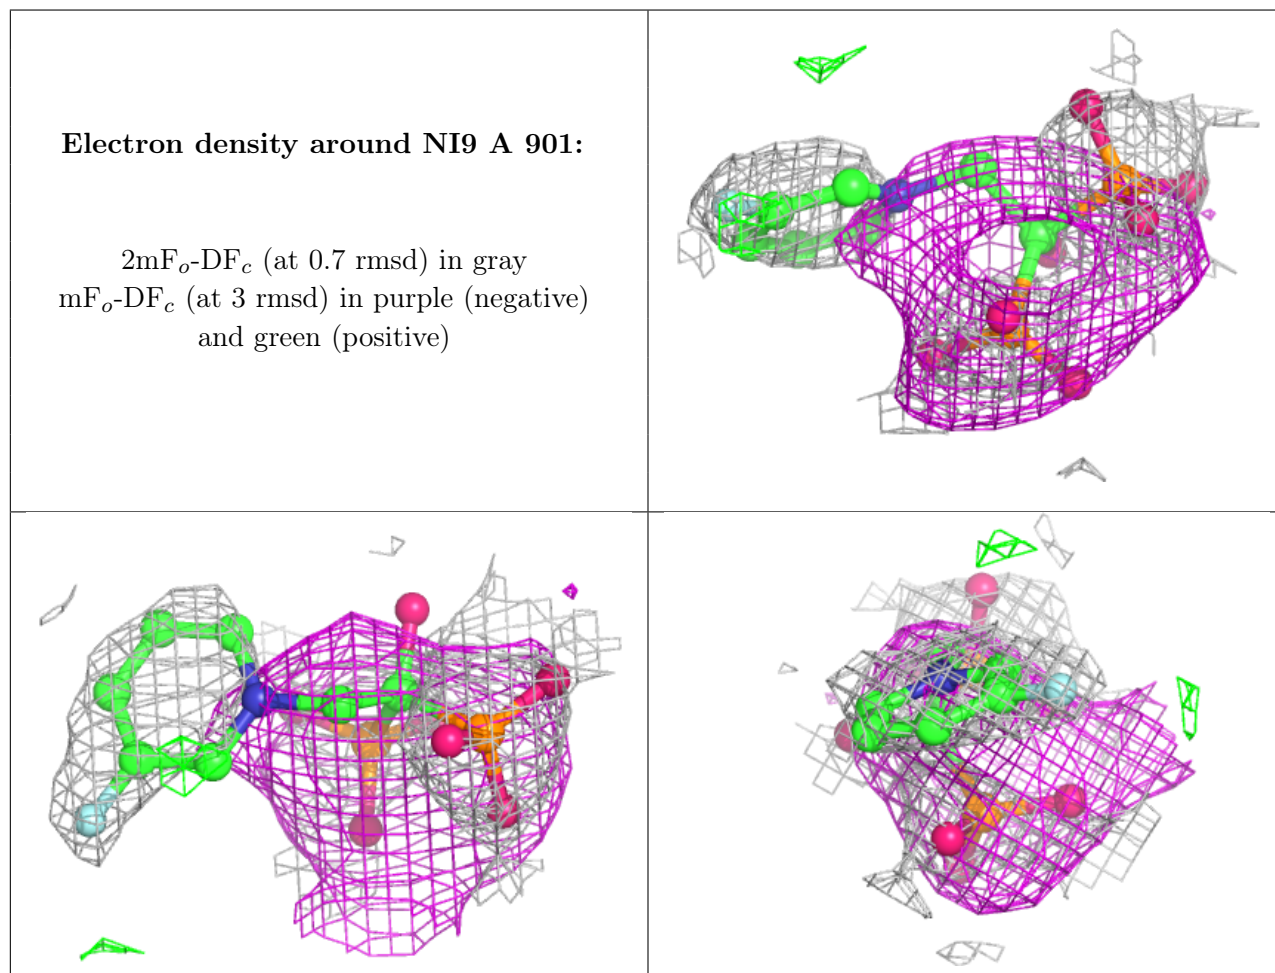 Electron density around NI9 A 901:
2mFo-DFc (at 0.7 rmsd) in gray
mFo-DFc (at 3 rmsd) in purple (negative)
and green (positive)